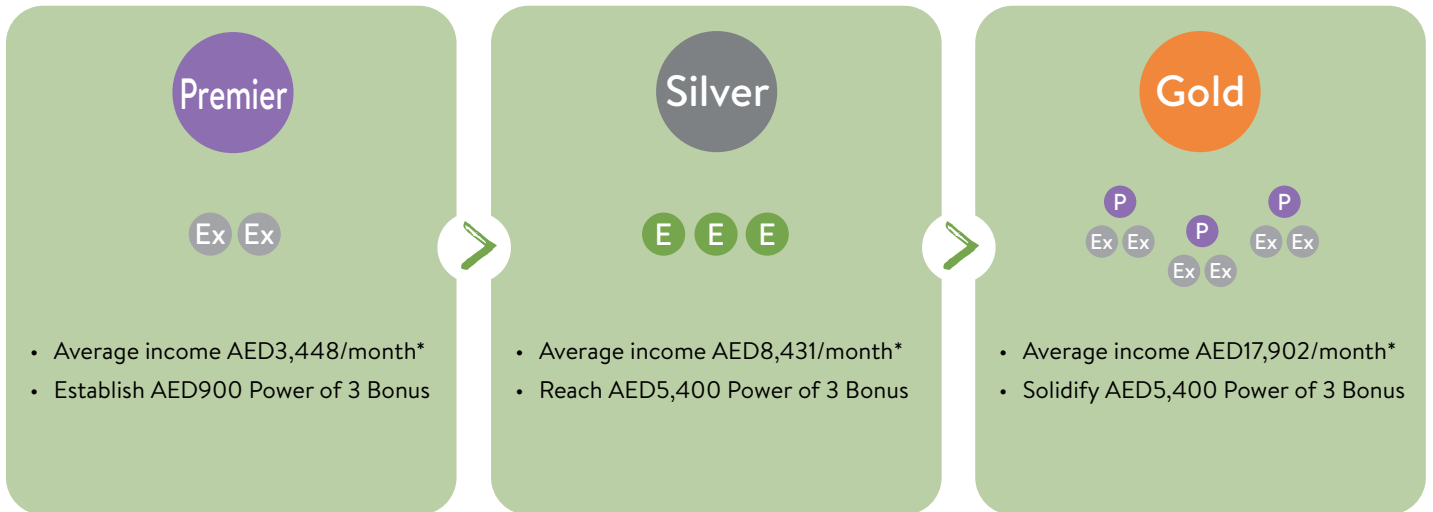 Premier
Ex Ex
• Average income AED3,448/month*
• Establish AED900 Power of 3 Bonus
Silver
E E E
• Average income AED8,431/month*
• Reach AED5,400 Power of 3 Bonus
Gold
P P P
Ex Ex Ex Ex Ex Ex
• Average income AED17,902/month*
• Solidify AED5,400 Power of 3 Bonus